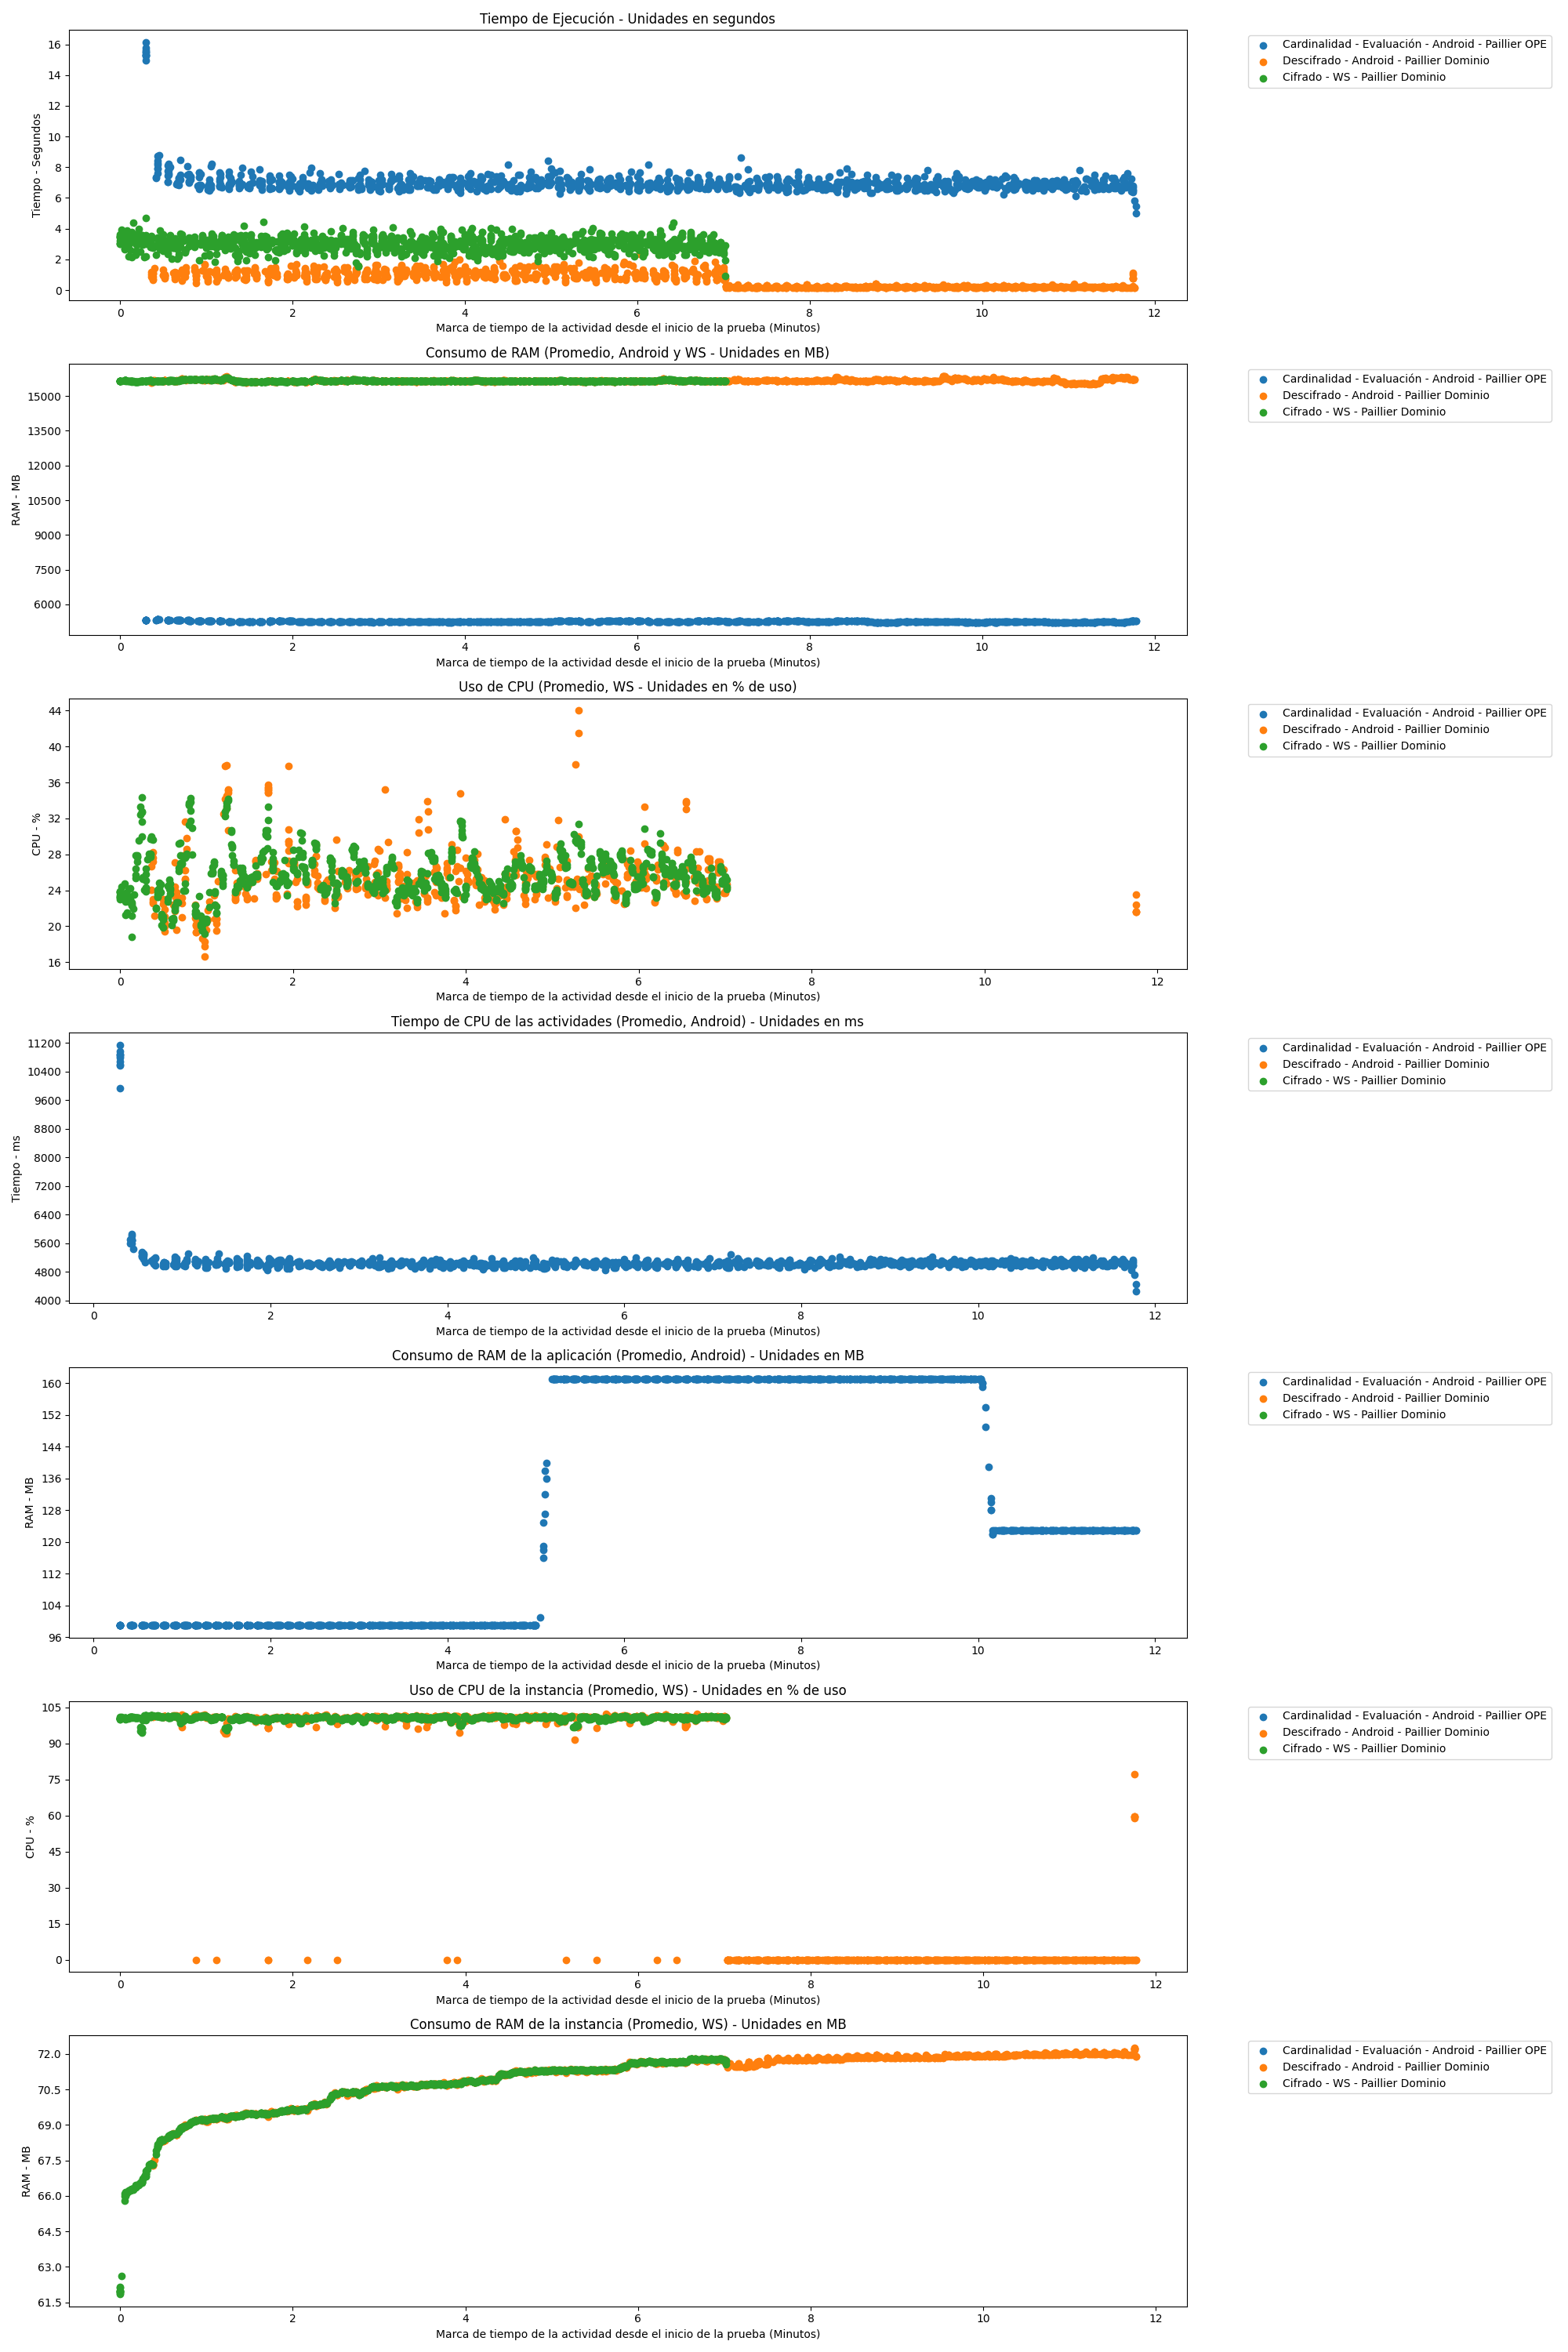 Tiempo de Ejecución - Unidades en segundos
16
14
12
10
8
6
4
2
0
Tiempo - Segundos
0 2 4 6 8 10 12
Marca de tiempo de la actividad desde el inicio de la prueba (Minutos)
Cardinalidad - Evaluación - Android - Paillier OPE
Descifrado - Android - Paillier Dominio
Cifrado - WS - Paillier Dominio
Consumo de RAM (Promedio, Android y WS - Unidades en MB)
15000
13500
12000
10500
9000
7500
6000
RAM - MB
0 2 4 6 8 10 12
Marca de tiempo de la actividad desde el inicio de la prueba (Minutos)
Cardinalidad - Evaluación - Android - Paillier OPE
Descifrado - Android - Paillier Dominio
Cifrado - WS - Paillier Dominio
Uso de CPU (Promedio, WS - Unidades en % de uso)
44
40
36
32
28
24
20
16
CPU - %
0 2 4 6 8 10 12
Marca de tiempo de la actividad desde el inicio de la prueba (Minutos)
Cardinalidad - Evaluación - Android - Paillier OPE
Descifrado - Android - Paillier Dominio
Cifrado - WS - Paillier Dominio
Tiempo de CPU de las actividades (Promedio, Android) - Unidades en ms
11200
10400
9600
8800
8000
7200
6400
5600
4800
4000
Tiempo - ms
0 2 4 6 8 10 12
Marca de tiempo de la actividad desde el inicio de la prueba (Minutos)
Cardinalidad - Evaluación - Android - Paillier OPE
Descifrado - Android - Paillier Dominio
Cifrado - WS - Paillier Dominio
Consumo de RAM de la aplicación (Promedio, Android) - Unidades en MB
160
152
144
136
128
120
112
104
96
RAM - MB
0 2 4 6 8 10 12
Marca de tiempo de la actividad desde el inicio de la prueba (Minutos)
Cardinalidad - Evaluación - Android - Paillier OPE
Descifrado - Android - Paillier Dominio
Cifrado - WS - Paillier Dominio
Uso de CPU de la instancia (Promedio, WS) - Unidades en % de uso
105
90
75
60
45
30
15
0
CPU - %
0 2 4 6 8 10 12
Marca de tiempo de la actividad desde el inicio de la prueba (Minutos)
Cardinalidad - Evaluación - Android - Paillier OPE
Descifrado - Android - Paillier Dominio
Cifrado - WS - Paillier Dominio
Consumo de RAM de la instancia (Promedio, WS) - Unidades en MB
72.0
70.5
69.0
67.5
66.0
64.5
63.0
61.5
RAM - MB
0 2 4 6 8 10 12
Marca de tiempo de la actividad desde el inicio de la prueba (Minutos)
Cardinalidad - Evaluación - Android - Paillier OPE
Descifrado - Android - Paillier Dominio
Cifrado - WS - Paillier Dominio